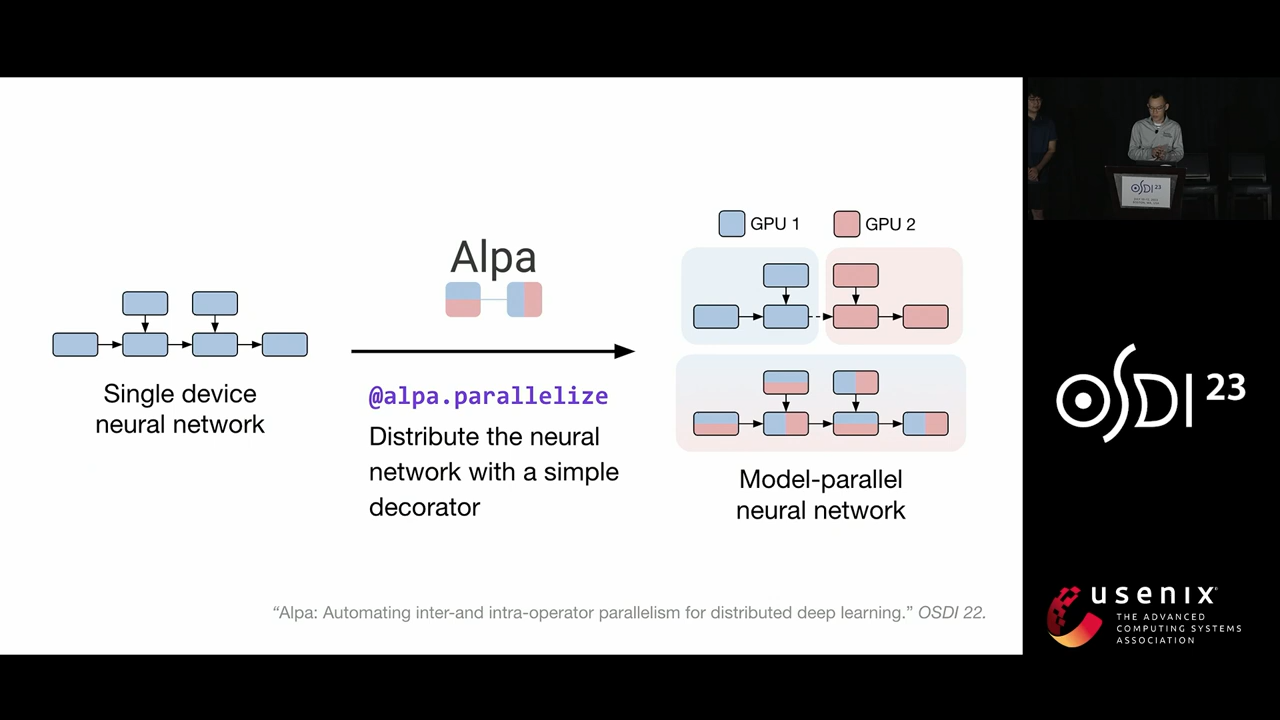 Alpa
GPU 1
GPU 2
Single device
neural network
@alpa.parallelize
Distribute the neural
network with a simple
decorator
Model-parallel
neural network
“Alpa: Automating inter-and intra-operator parallelism for distributed deep learning.” OSDI 22.
OSDI 23
OSDI 23
usenix
THE ADVANCED
COMPUTING SYSTEMS
ASSOCIATION